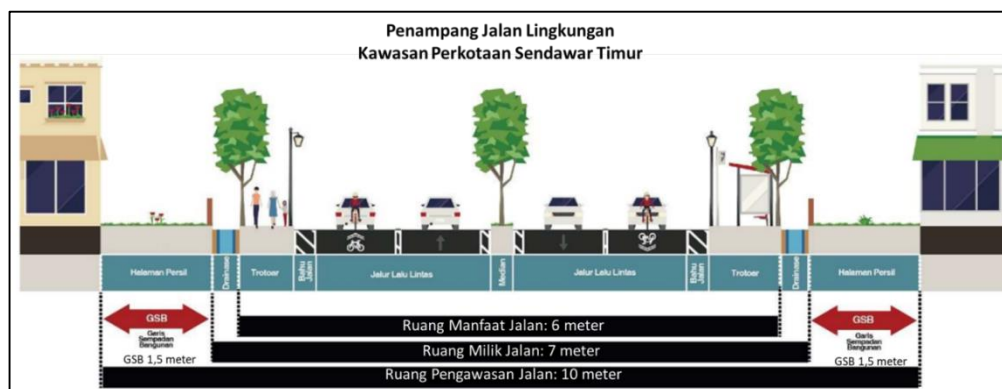 Penampang Jalan Lingkungan
Kawasan Perkotaan Sendawar Timur
Halaman Persil
Drainase
Trotoar
Bahu Jalan
Jalur Lalu Lintas
Median
Jalur Lalu Lintas
Bahu Jalan
Trotoar
Drainase
Halaman Persil
GSB
Garis
Sempadan
Bangunan
GSB 1,5 meter
Ruang Manfaat Jalan: 6 meter
Ruang Milik Jalan: 7 meter
Ruang Pengawasan Jalan: 10 meter
GSB
Garis
Sempadan
Bangunan
GSB 1,5 meter